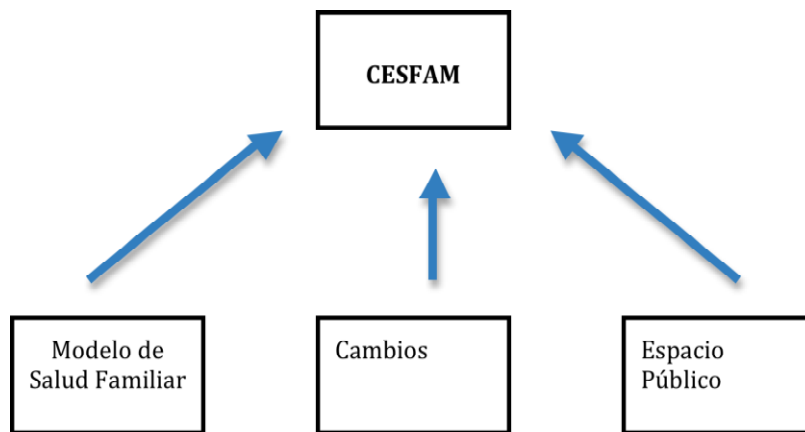 CESFAM
Modelo de
Salud Familiar
Cambios
Espacio
Público